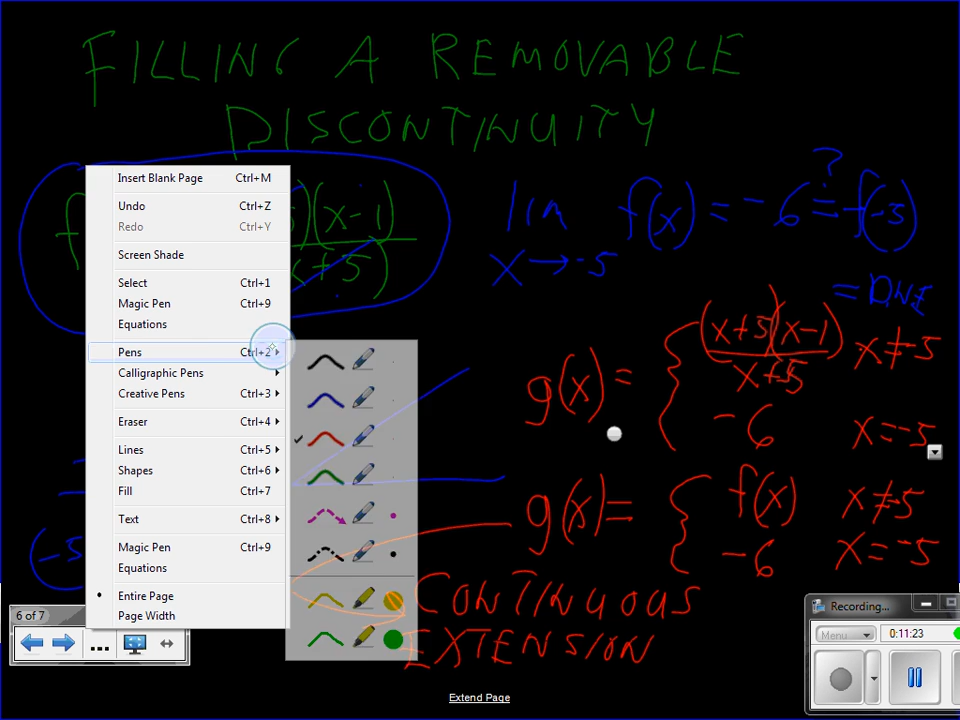 FILLING A REMOVABLE
DISCONTINUITY
Insert Blank Page Ctrl+M
Undo Ctrl+Z
Redo Ctrl+Y
Screen Shade
Select Ctrl+1
Magic Pen Ctrl+9
Equations
Pens Ctrl+2
Calligraphic Pens
Creative Pens Ctrl+3
Eraser Ctrl+4
Lines Ctrl+5
Shapes Ctrl+6
Fill Ctrl+7
Text Ctrl+8
Magic Pen Ctrl+9
Equations
Entire Page
Page Width
f )(x-1)
x+5)
(-5
lim f(x) = -6 ?= f(-5)
x→-5
= DNE
g(x) = { (x+5)(x-1) x≠-5
x+5
-6 x=-5
g(x) = { f(x) x≠-5
-6 x=-5
CONTINUOUS
EXTENSION
6 of 7
...
Extend Page
Recording...
Menu
0:11:23